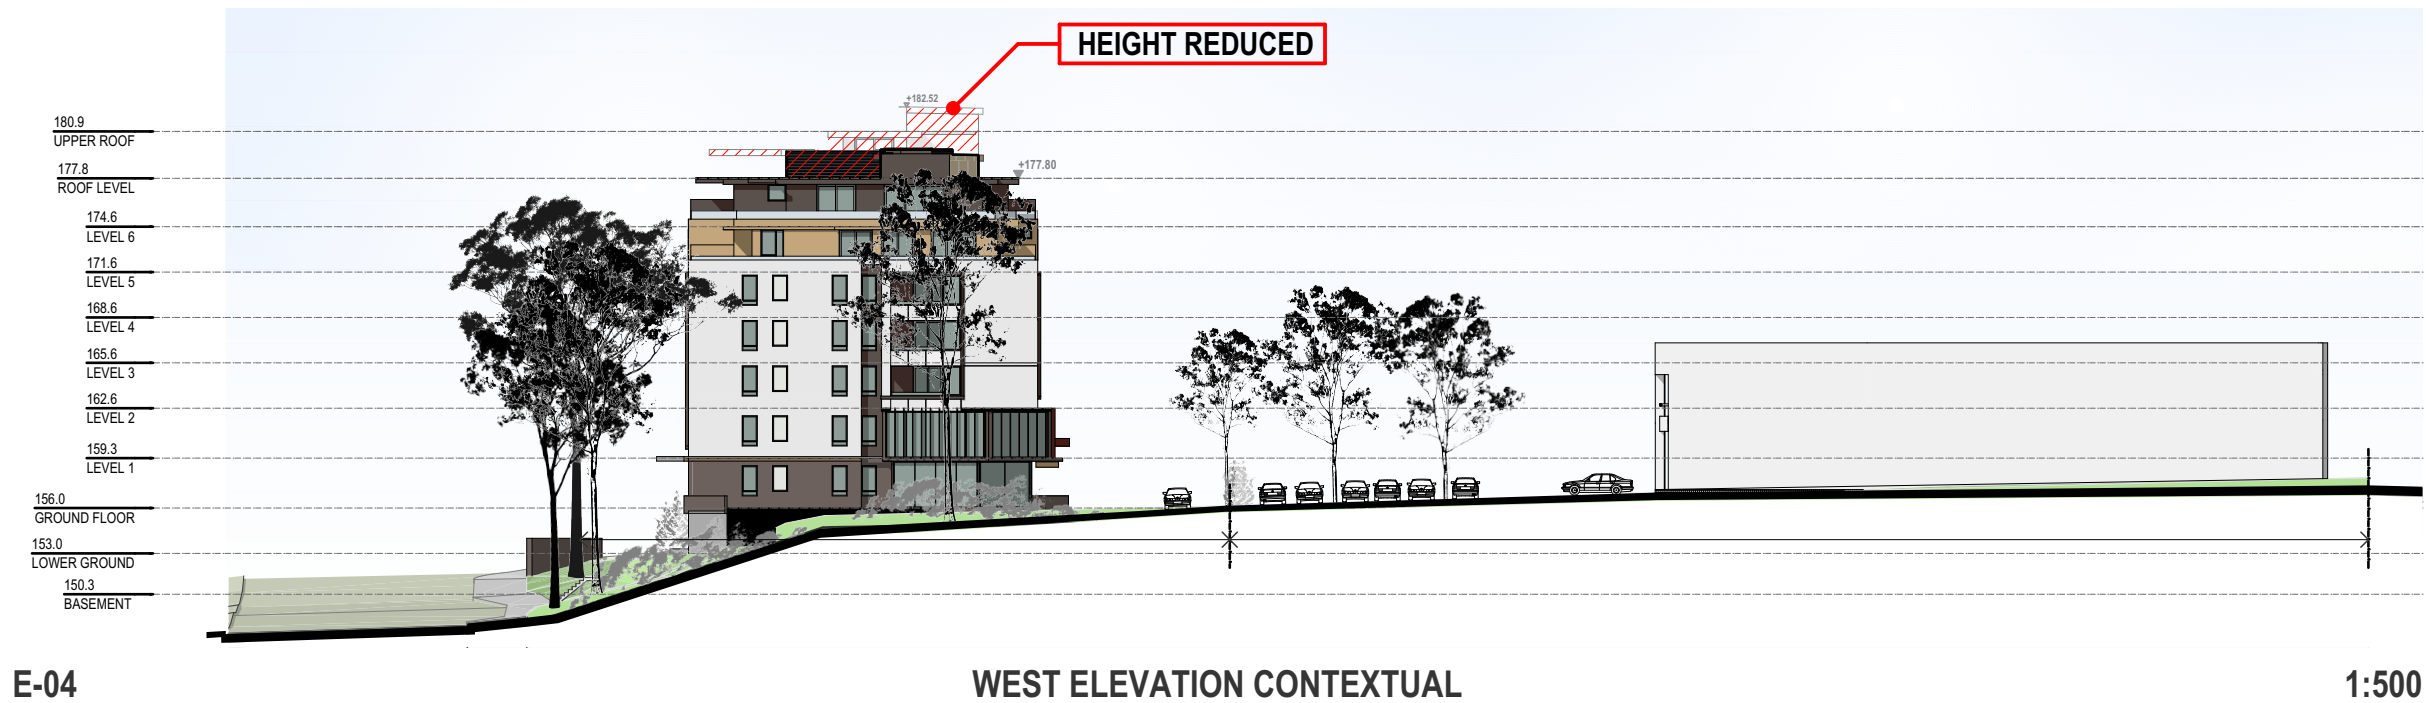 HEIGHT REDUCED
+182.52
180.9
UPPER ROOF
+177.80
177.8
ROOF LEVEL
174.6
LEVEL 6
171.6
LEVEL 5
168.6
LEVEL 4
165.6
LEVEL 3
162.6
LEVEL 2
159.3
LEVEL 1
156.0
GROUND FLOOR
153.0
LOWER GROUND
150.3
BASEMENT
E-04
WEST ELEVATION CONTEXTUAL
1:500